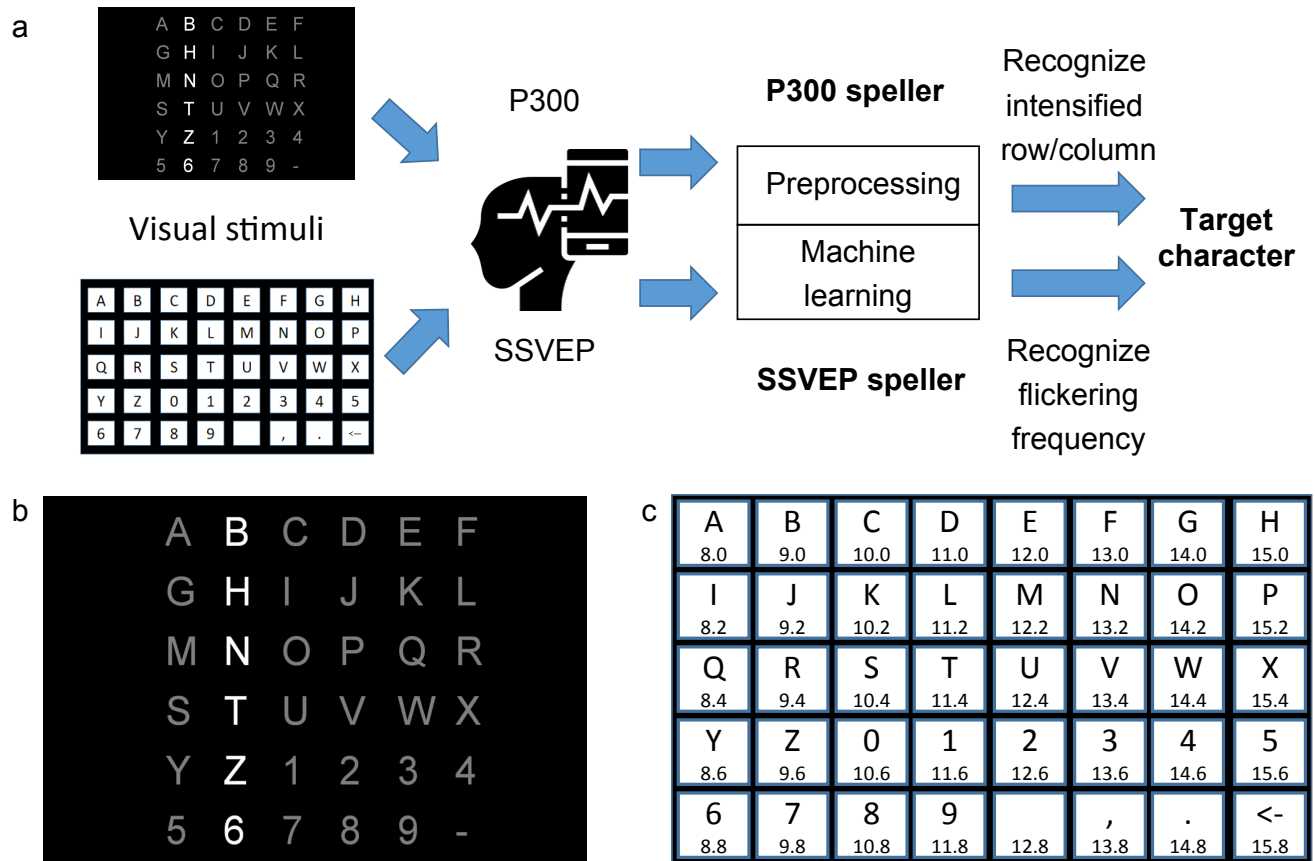 a
A B C D E F
G H I J K L
M N O P Q R
S T U V W X
Y Z 1 2 3 4
5 6 7 8 9 -
Visual stimuli
A B C D E F G H
I J K L M N O P
Q R S T U V W X
Y Z 0 1 2 3 4 5
6 7 8 9 , . <-
P300
SSVEP
P300 speller
Preprocessing
Machine
learning
SSVEP speller
Recognize
intensified
row/column
Recognize
flickering
frequency
Target
character
b
A B C D E F
G H I J K L
M N O P Q R
S T U V W X
Y Z 1 2 3 4
5 6 7 8 9 -
c
A B C D E F G H
8.0 9.0 10.0 11.0 12.0 13.0 14.0 15.0
I J K L M N O P
8.2 9.2 10.2 11.2 12.2 13.2 14.2 15.2
Q R S T U V W X
8.4 9.4 10.4 11.4 12.4 13.4 14.4 15.4
Y Z 0 1 2 3 4 5
8.6 9.6 10.6 11.6 12.6 13.6 14.6 15.6
6 7 8 9 , . <-
8.8 9.8 10.8 11.8 12.8 13.8 14.8 15.8